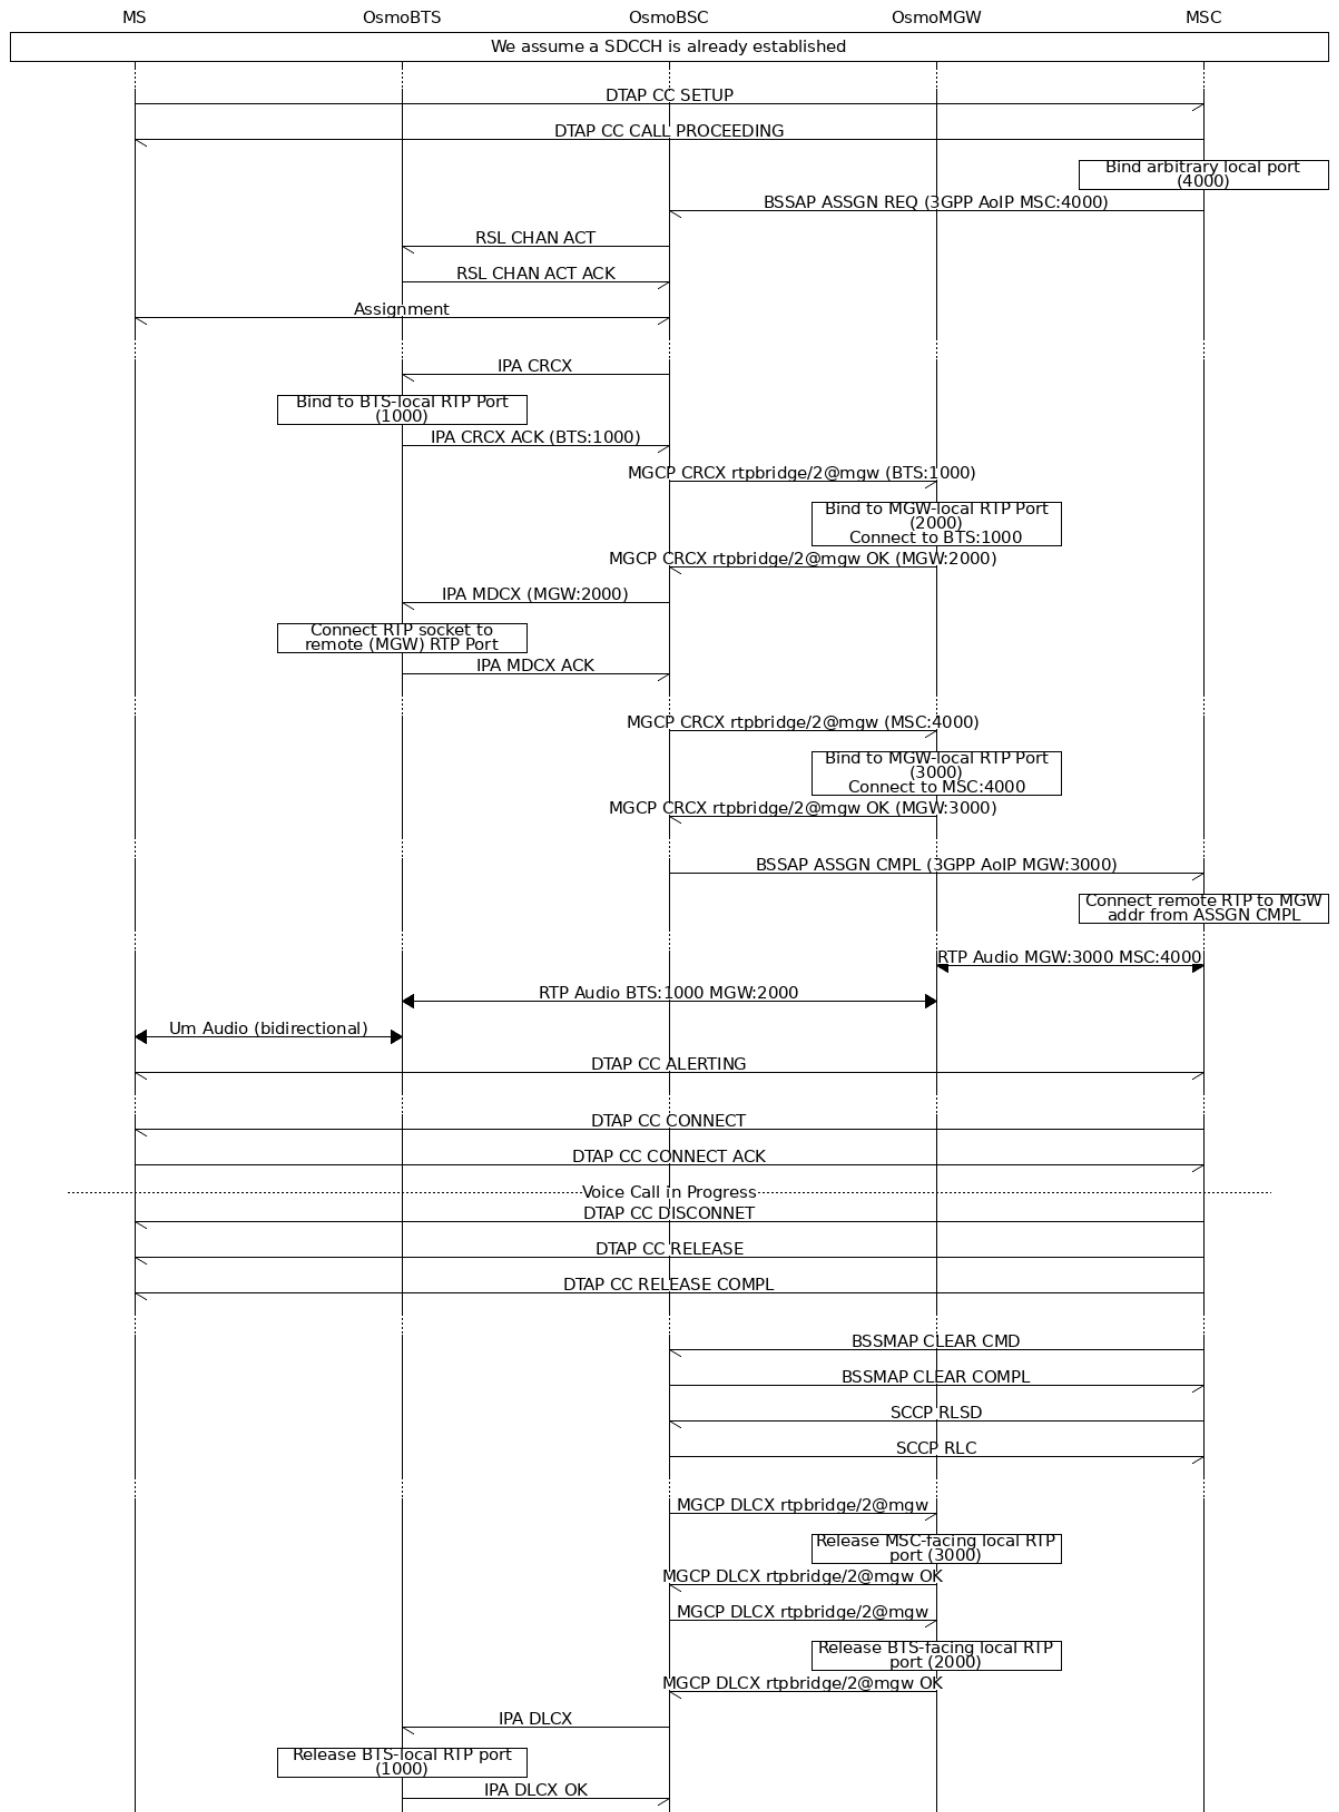 MS OsmoBTS OsmoBSC OsmoMGW MSC
We assume a SDCCH is already established
DTAP CC SETUP
DTAP CC CALL PROCEEDING
Bind arbitrary local port
(4000)
BSSAP ASSGN REQ (3GPP AoIP MSC:4000)
RSL CHAN ACT
RSL CHAN ACT ACK
Assignment
IPA CRCX
Bind to BTS-local RTP Port
(1000)
IPA CRCX ACK (BTS:1000)
MGCP CRCX rtpbridge/2@mgw (BTS:1000)
Bind to MGW-local RTP Port
(2000)
Connect to BTS:1000
MGCP CRCX rtpbridge/2@mgw OK (MGW:2000)
IPA MDCX (MGW:2000)
Connect RTP socket to
remote (MGW) RTP Port
IPA MDCX ACK
MGCP CRCX rtpbridge/2@mgw (MSC:4000)
Bind to MGW-local RTP Port
(3000)
Connect to MSC:4000
MGCP CRCX rtpbridge/2@mgw OK (MGW:3000)
BSSAP ASSGN CMPL (3GPP AoIP MGW:3000)
Connect remote RTP to MGW
addr from ASSGN CMPL
RTP Audio MGW:3000 MSC:4000
RTP Audio BTS:1000 MGW:2000
Um Audio (bidirectional)
DTAP CC ALERTING
DTAP CC CONNECT
DTAP CC CONNECT ACK
Voice Call in Progress
DTAP CC DISCONNET
DTAP CC RELEASE
DTAP CC RELEASE COMPL
BSSMAP CLEAR CMD
BSSMAP CLEAR COMPL
SCCP RLSD
SCCP RLC
MGCP DLCX rtpbridge/2@mgw
Release MSC-facing local RTP
port (3000)
MGCP DLCX rtpbridge/2@mgw OK
MGCP DLCX rtpbridge/2@mgw
Release BTS-facing local RTP
port (2000)
MGCP DLCX rtpbridge/2@mgw OK
IPA DLCX
Release BTS-local RTP port
(1000)
IPA DLCX OK